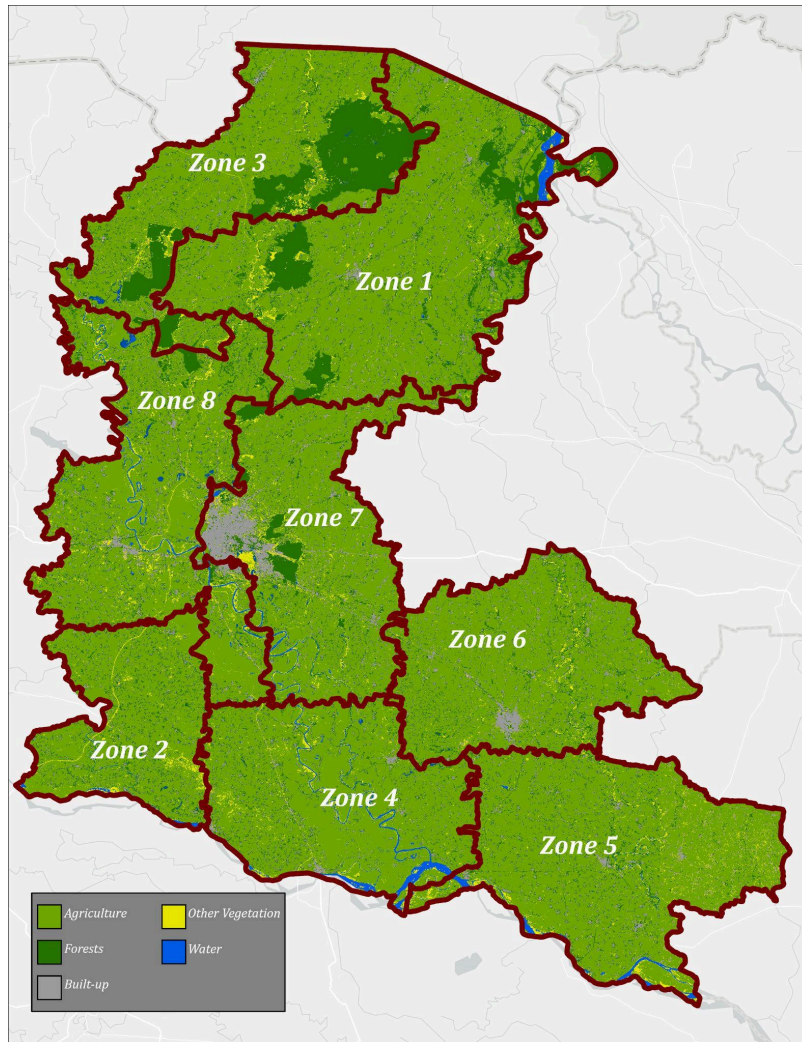 Zone 3
Zone 1
Zone 8
Zone 7
Zone 6
Zone 2
Zone 4
Zone 5
Agriculture
Other Vegetation
Forests
Water
Built-up